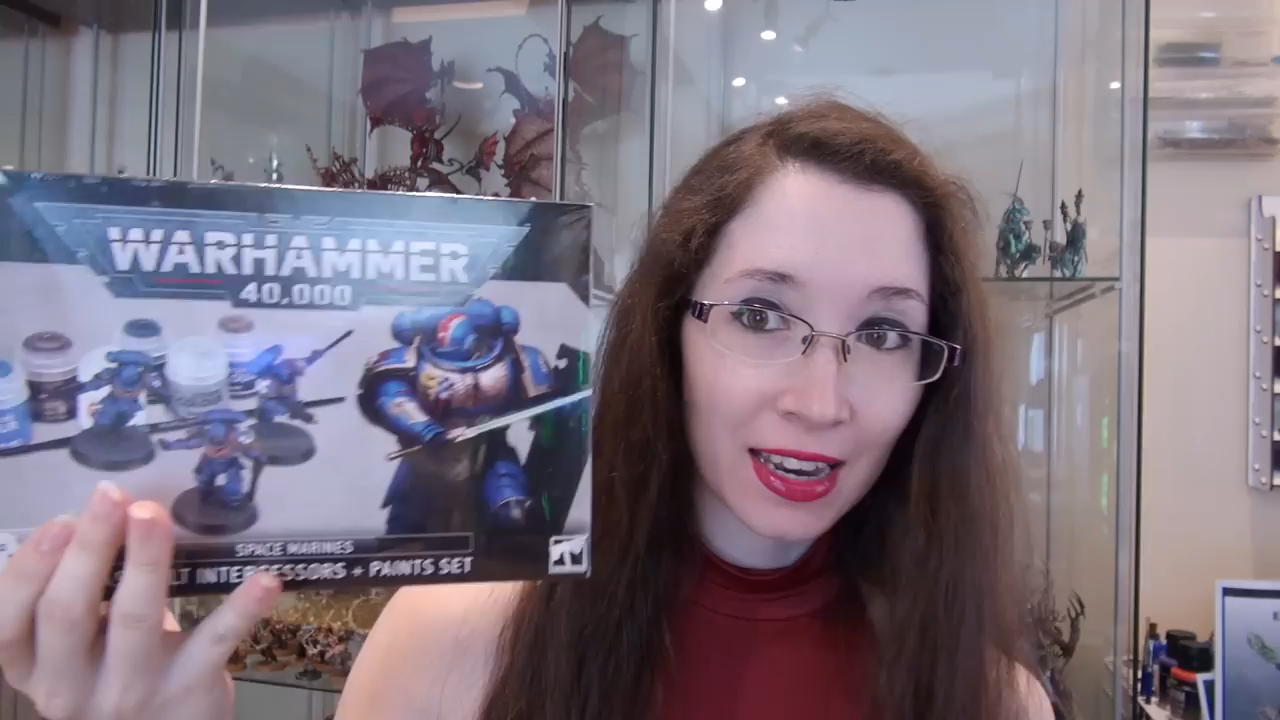 WARHAMMER
40,000
SPACE MARINES
INTERCESSORS + PAINTS SET